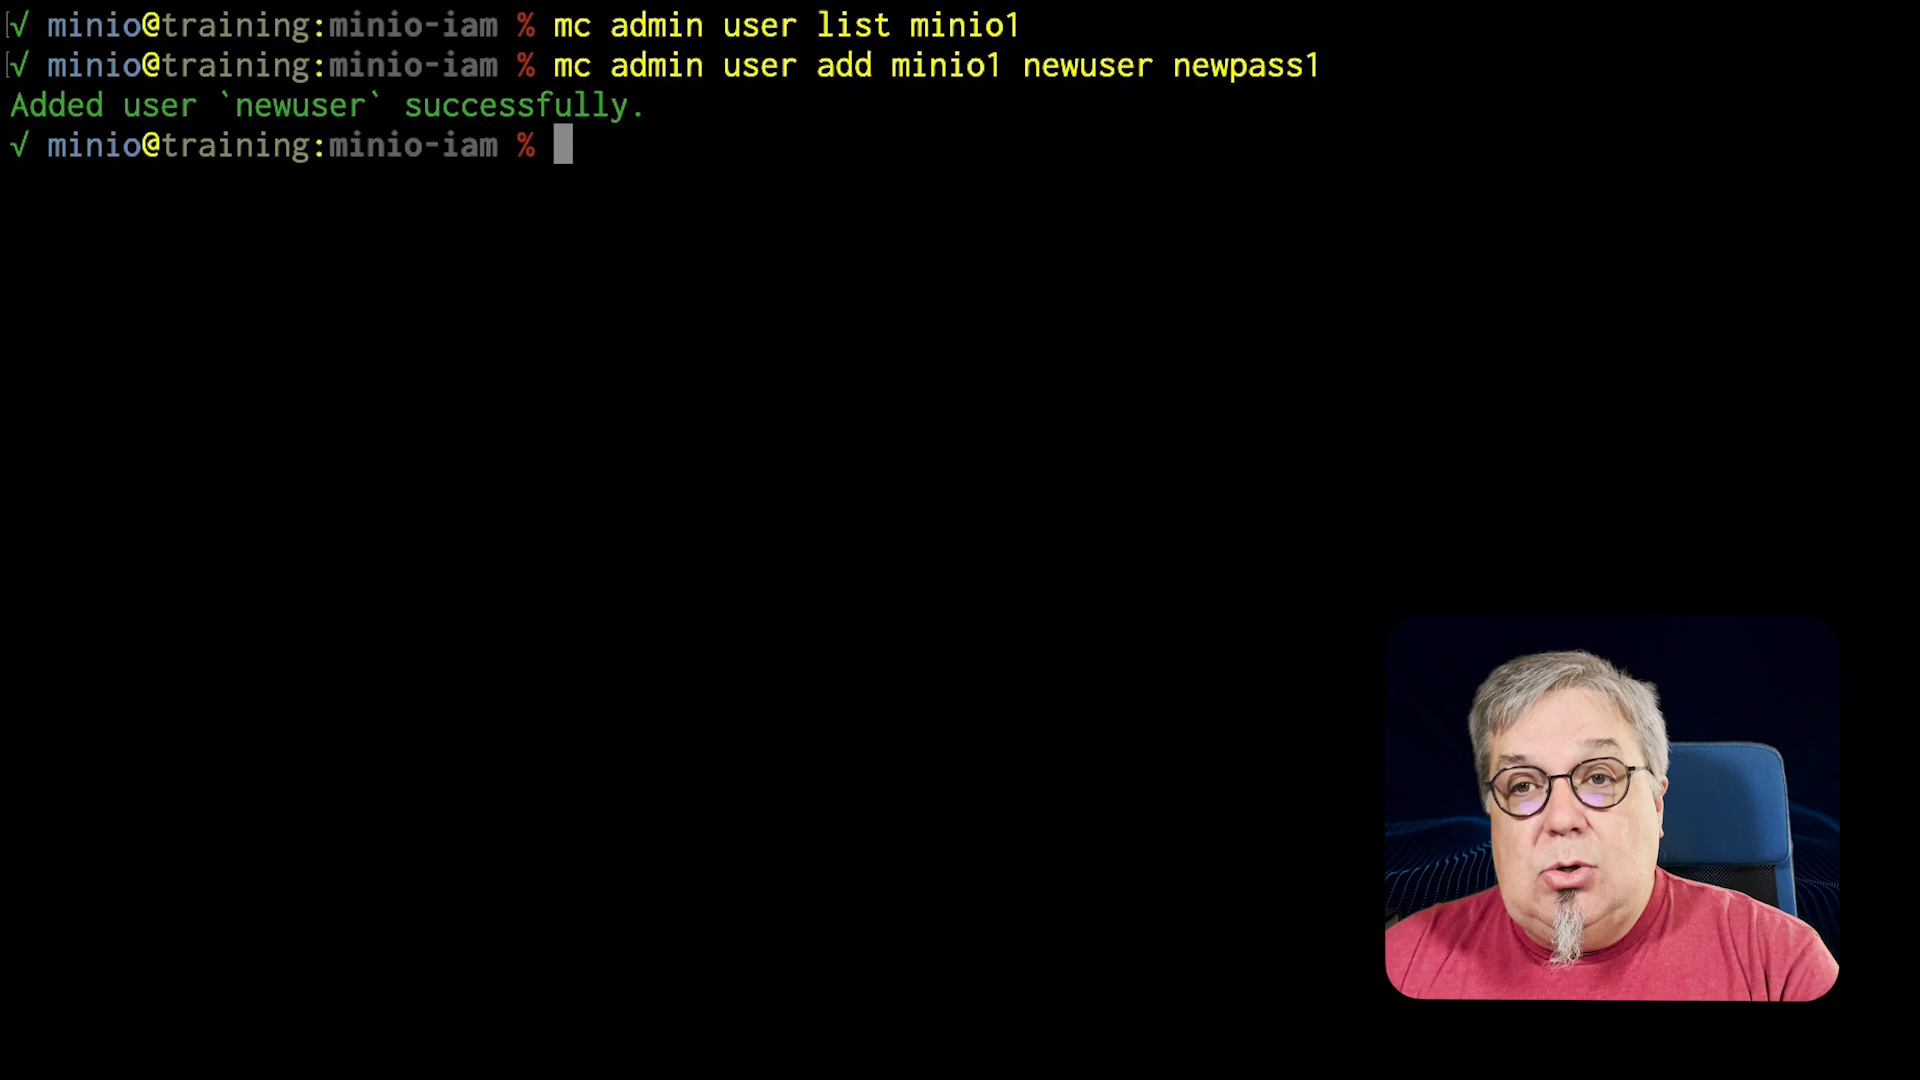 √ minio@training:minio-iam % mc admin user list minio1
√ minio@training:minio-iam % mc admin user add minio1 newuser newpass1
Added user `newuser` successfully.
√ minio@training:minio-iam %